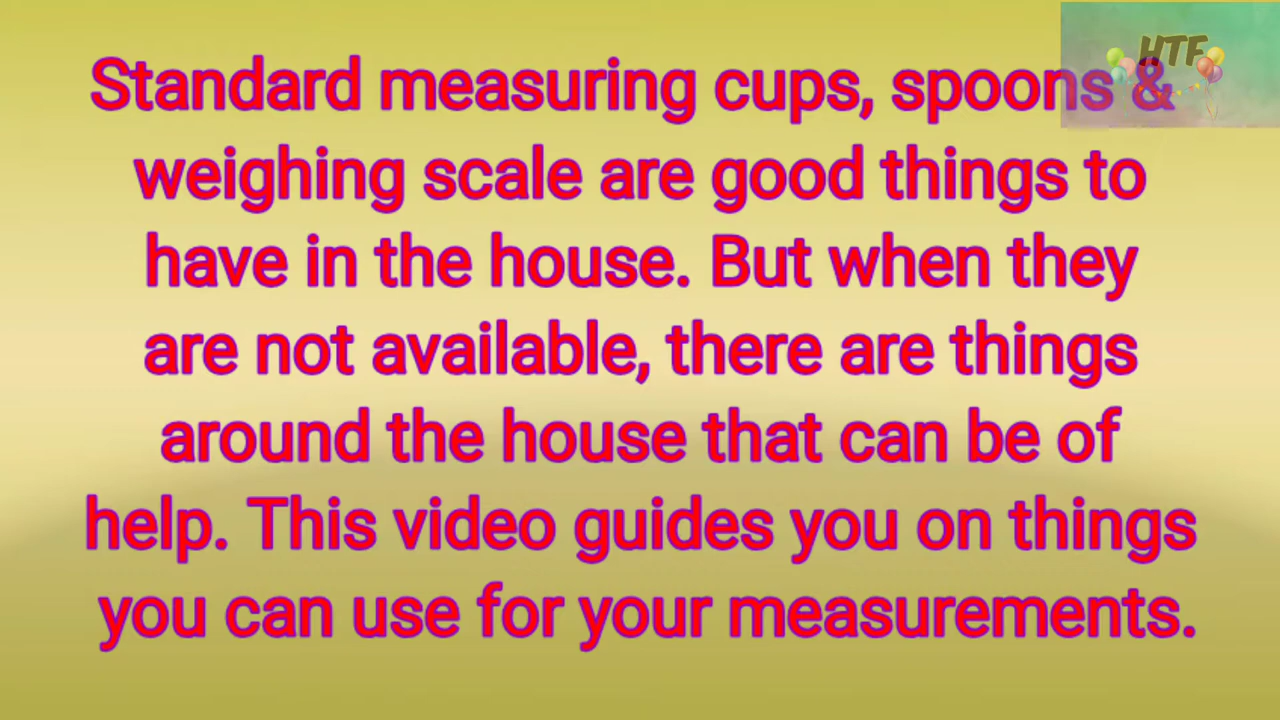 HTF
Standard measuring cups, spoons &
weighing scale are good things to
have in the house. But when they
are not available, there are things
around the house that can be of
help. This video guides you on things
you can use for your measurements.